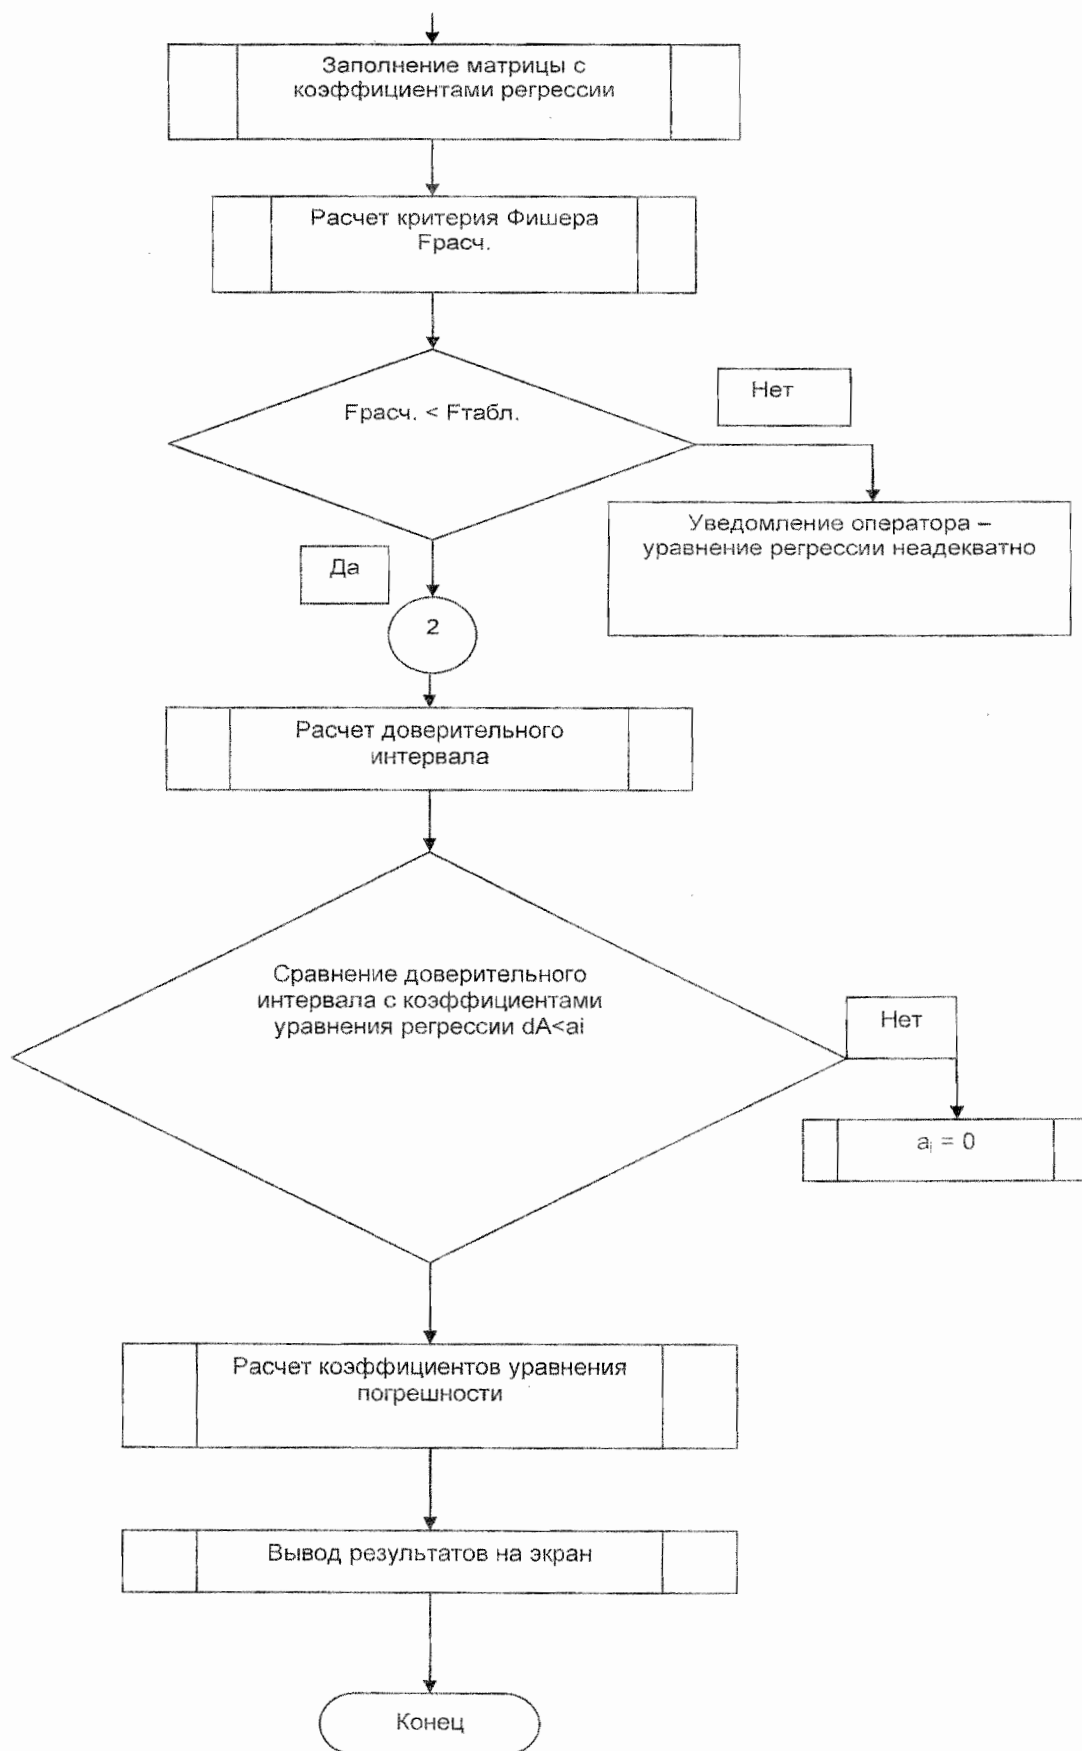 Заполнение матрицы с
коэффициентами регрессии
Расчет критерия Фишера
Fрасч.
Fрасч. < Fтабл.
Нет
Уведомление оператора –
уравнение регрессии неадекватно
Да
2
Расчет доверительного
интервала
Сравнение доверительного
интервала с коэффициентами
уравнения регрессии dA<ai
Нет
ai = 0
Расчет коэффициентов уравнения
погрешности
Вывод результатов на экран
Конец